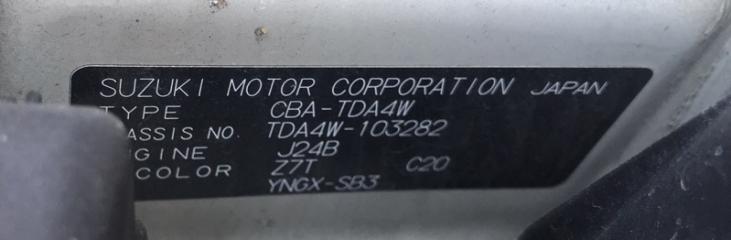 SUZUKI MOTOR CORPORATION JAPAN
TYPE CBA-TDA4W
ASSIS NO. TDA4W-103282
GINE J24B
COLOR Z7T C20
YNGX-SB3